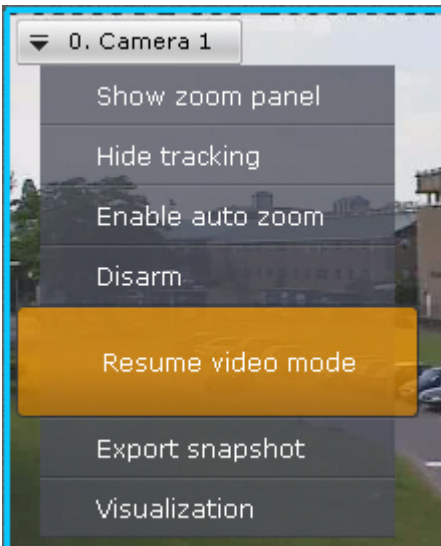 0. Camera 1
Show zoom panel
Hide tracking
Enable auto zoom
Disarm
Resume video mode
Export snapshot
Visualization